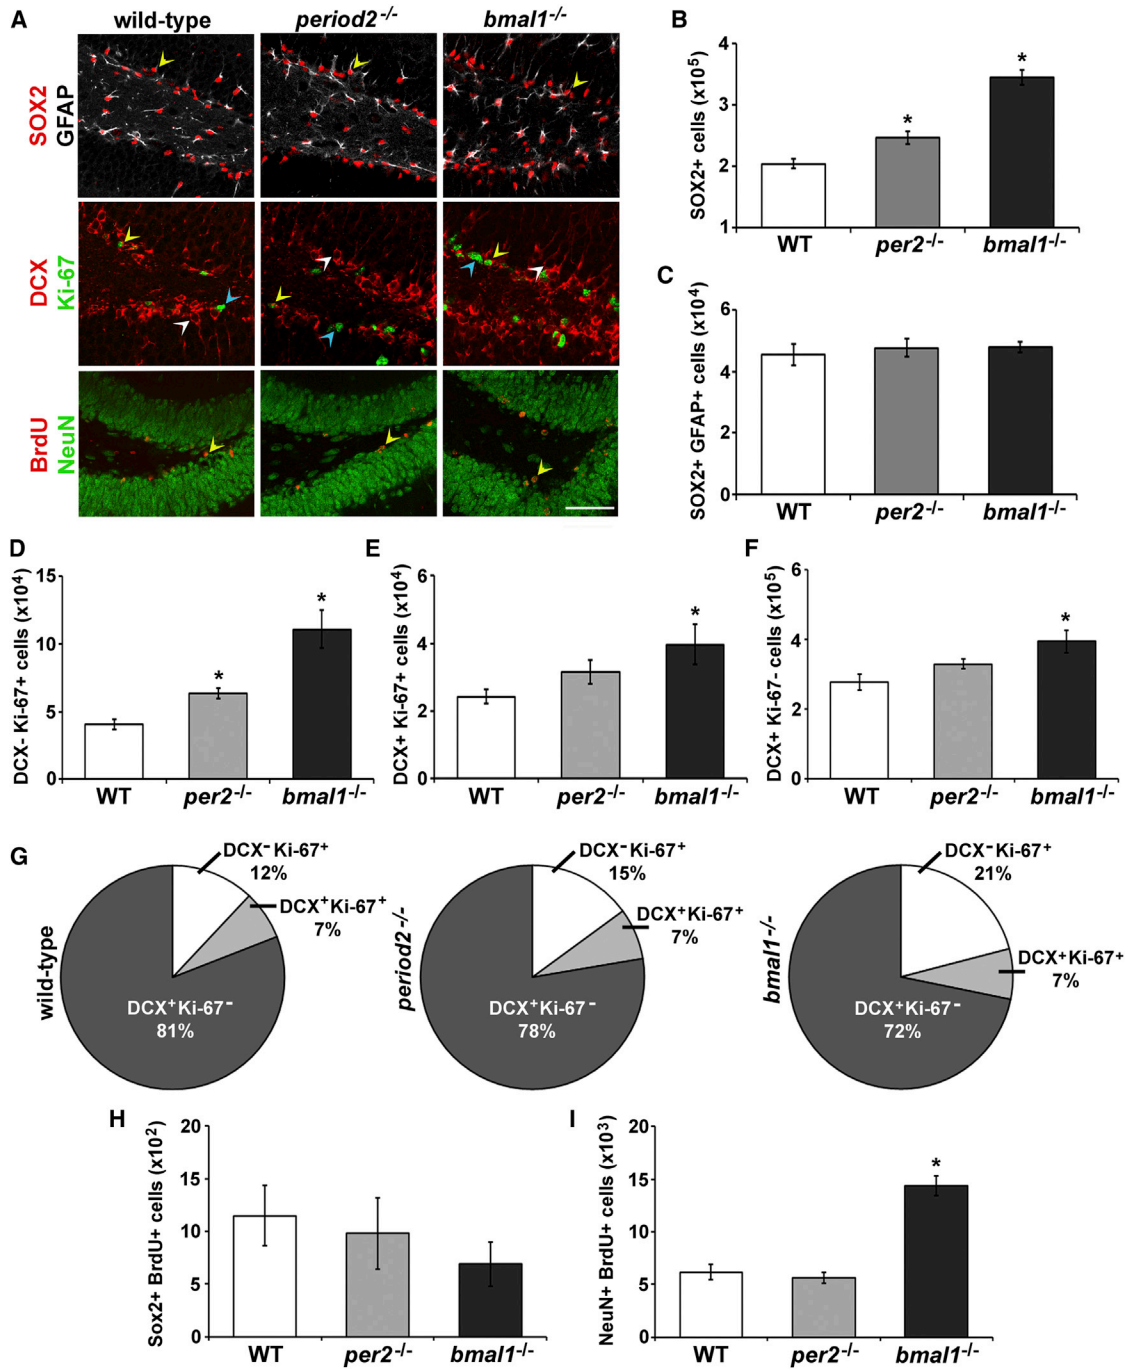 A
wild-type
period2-/-
bmal1-/-
SOX2
GFAP
DCX
Ki-67
BrdU
NeuN
B
SOX2+ cells (x10^5)
4
3
2
1
*
*
WT
per2-/-
bmal1-/-
C
SOX2+ GFAP+ cells (x10^4)
6
4
2
0
WT
per2-/-
bmal1-/-
D
DCX- Ki-67+ cells (x10^4)
15
10
5
0
*
*
WT
per2-/-
bmal1-/-
E
DCX+ Ki-67+ cells (x10^4)
6
4
2
0
*
WT
per2-/-
bmal1-/-
F
DCX+ Ki-67- cells (x10^5)
6
4
2
0
*
WT
per2-/-
bmal1-/-
G
wild-type
DCX-Ki-67+
12%
DCX+Ki-67+
7%
DCX+Ki-67-
81%
period2-/-
DCX-Ki-67+
15%
DCX+Ki-67+
7%
DCX+Ki-67-
78%
bmal1-/-
DCX-Ki-67+
21%
DCX+Ki-67+
7%
DCX+Ki-67-
72%
H
Sox2+ BrdU+ cells (x10^2)
20
15
10
5
0
WT
per2-/-
bmal1-/-
I
NeuN+ BrdU+ cells (x10^3)
20
15
10
5
0
*
WT
per2-/-
bmal1-/-